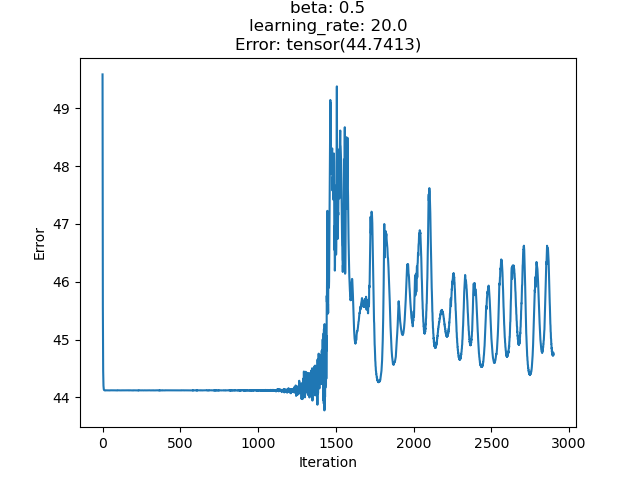 beta: 0.5
learning_rate: 20.0
Error: tensor(44.7413)
49
48
47
46
45
44
Error
0 500 1000 1500 2000 2500 3000
Iteration